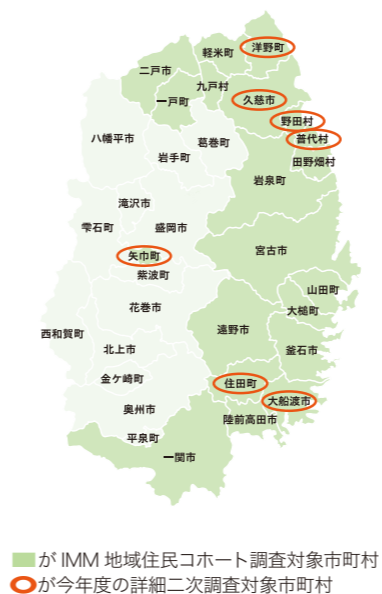 洋野町
軽米町
二戸市
九戸村
一戸町
久慈市
野田村
普代村
八幡平市
葛巻町
岩手町
田野畑村
岩泉町
滝沢市
雫石町
盛岡市
宮古市
矢巾町
紫波町
山田町
花巻市
大槌町
遠野市
西和賀町
釜石市
北上市
金ケ崎町
住田町
大船渡市
奥州市
陸前高田市
平泉町
一関市
が IMM 地域住民コホート調査対象市町村
が今年度の詳細二次調査対象市町村